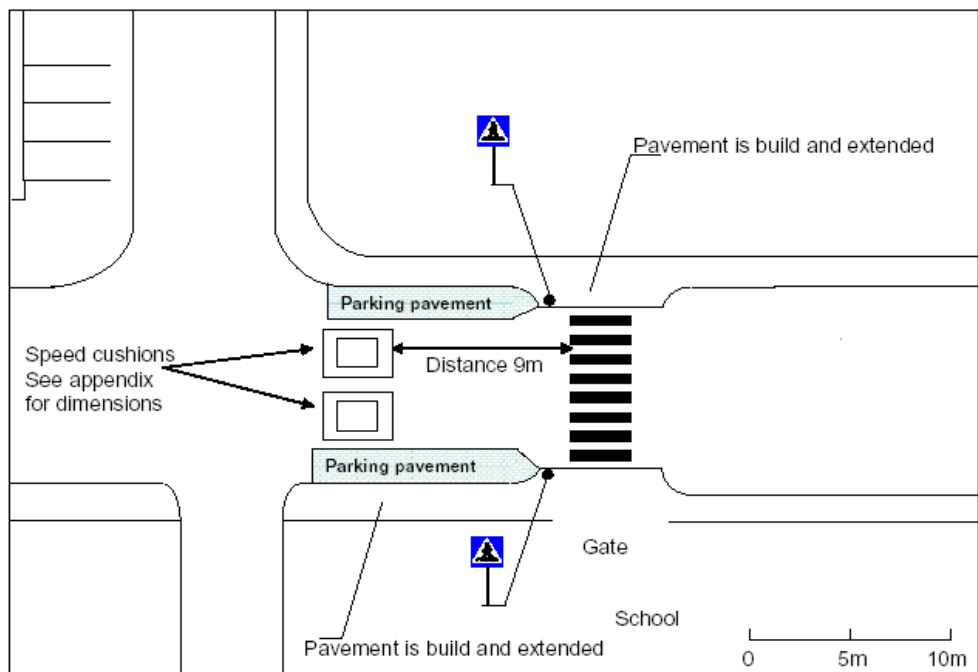 Pavement is build and extended
Parking pavement
Speed cushions
See appendix
for dimensions
Distance 9m
Parking pavement
Gate
School
Pavement is build and extended
0 5m 10m